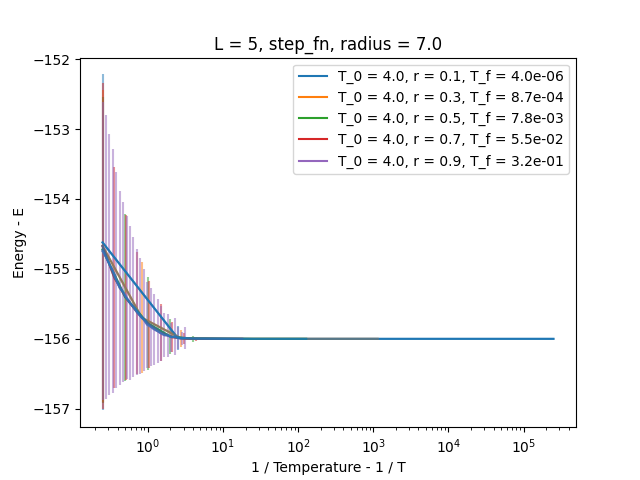 L = 5, step_fn, radius = 7.0
−152
−153
−154
−155
−156
−157
Energy - E
T_0 = 4.0, r = 0.1, T_f = 4.0e-06
T_0 = 4.0, r = 0.3, T_f = 8.7e-04
T_0 = 4.0, r = 0.5, T_f = 7.8e-03
T_0 = 4.0, r = 0.7, T_f = 5.5e-02
T_0 = 4.0, r = 0.9, T_f = 3.2e-01
10⁰ 10¹ 10² 10³ 10⁴ 10⁵
1 / Temperature - 1 / T